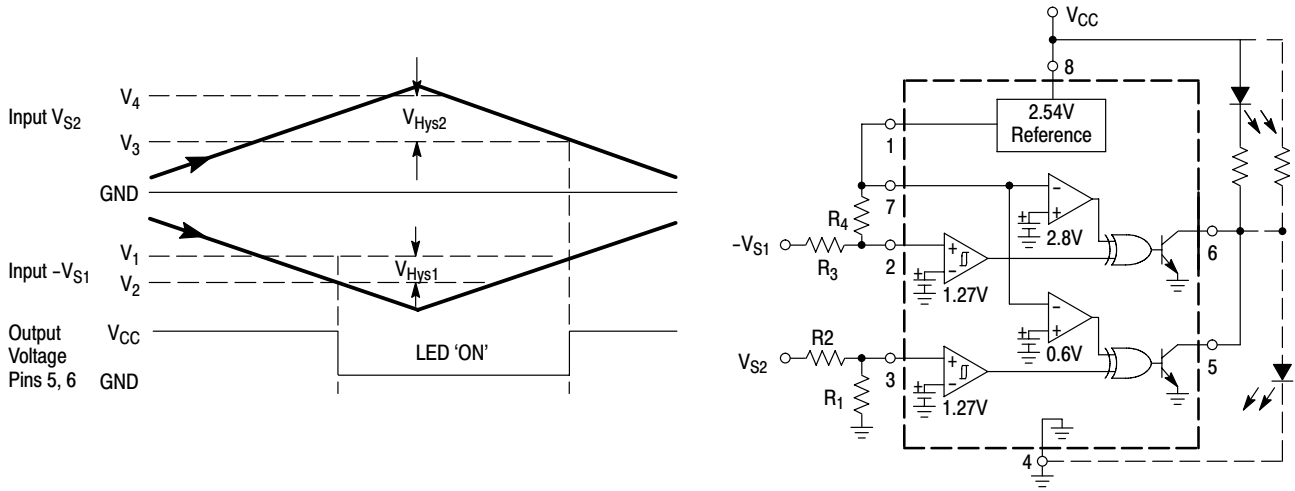 Input VS2
V4
V3
GND
VHys2
Input −VS1
V1
V2
VHys1
Output
Voltage
Pins 5, 6
VCC
GND
LED ‘ON’
VCC
8
2.54V
Reference
1
7
R4
−VS1
R3
2
+
−
1.27V
−
+
2.8V
6
VS2
R2
R1
3
+
−
1.27V
−
+
0.6V
5
4